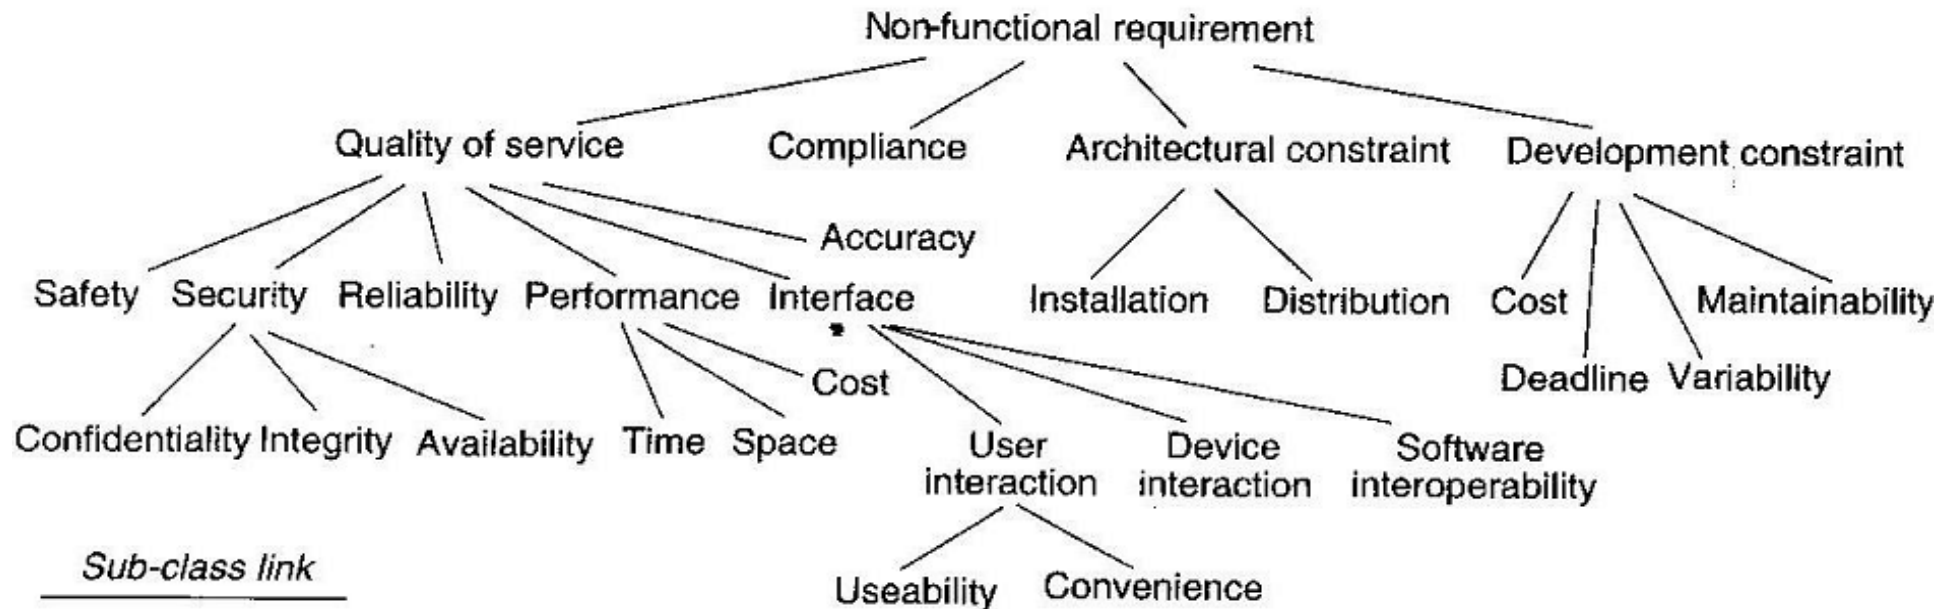 Non-functional requirement
Quality of service Compliance Architectural constraint Development constraint
Accuracy
Safety Security Reliability Performance Interface Installation Distribution Cost Maintainability
Cost Deadline Variability
Confidentiality Integrity Availability Time Space User interaction Device interaction Software interoperability
Useability Convenience
Sub-class link